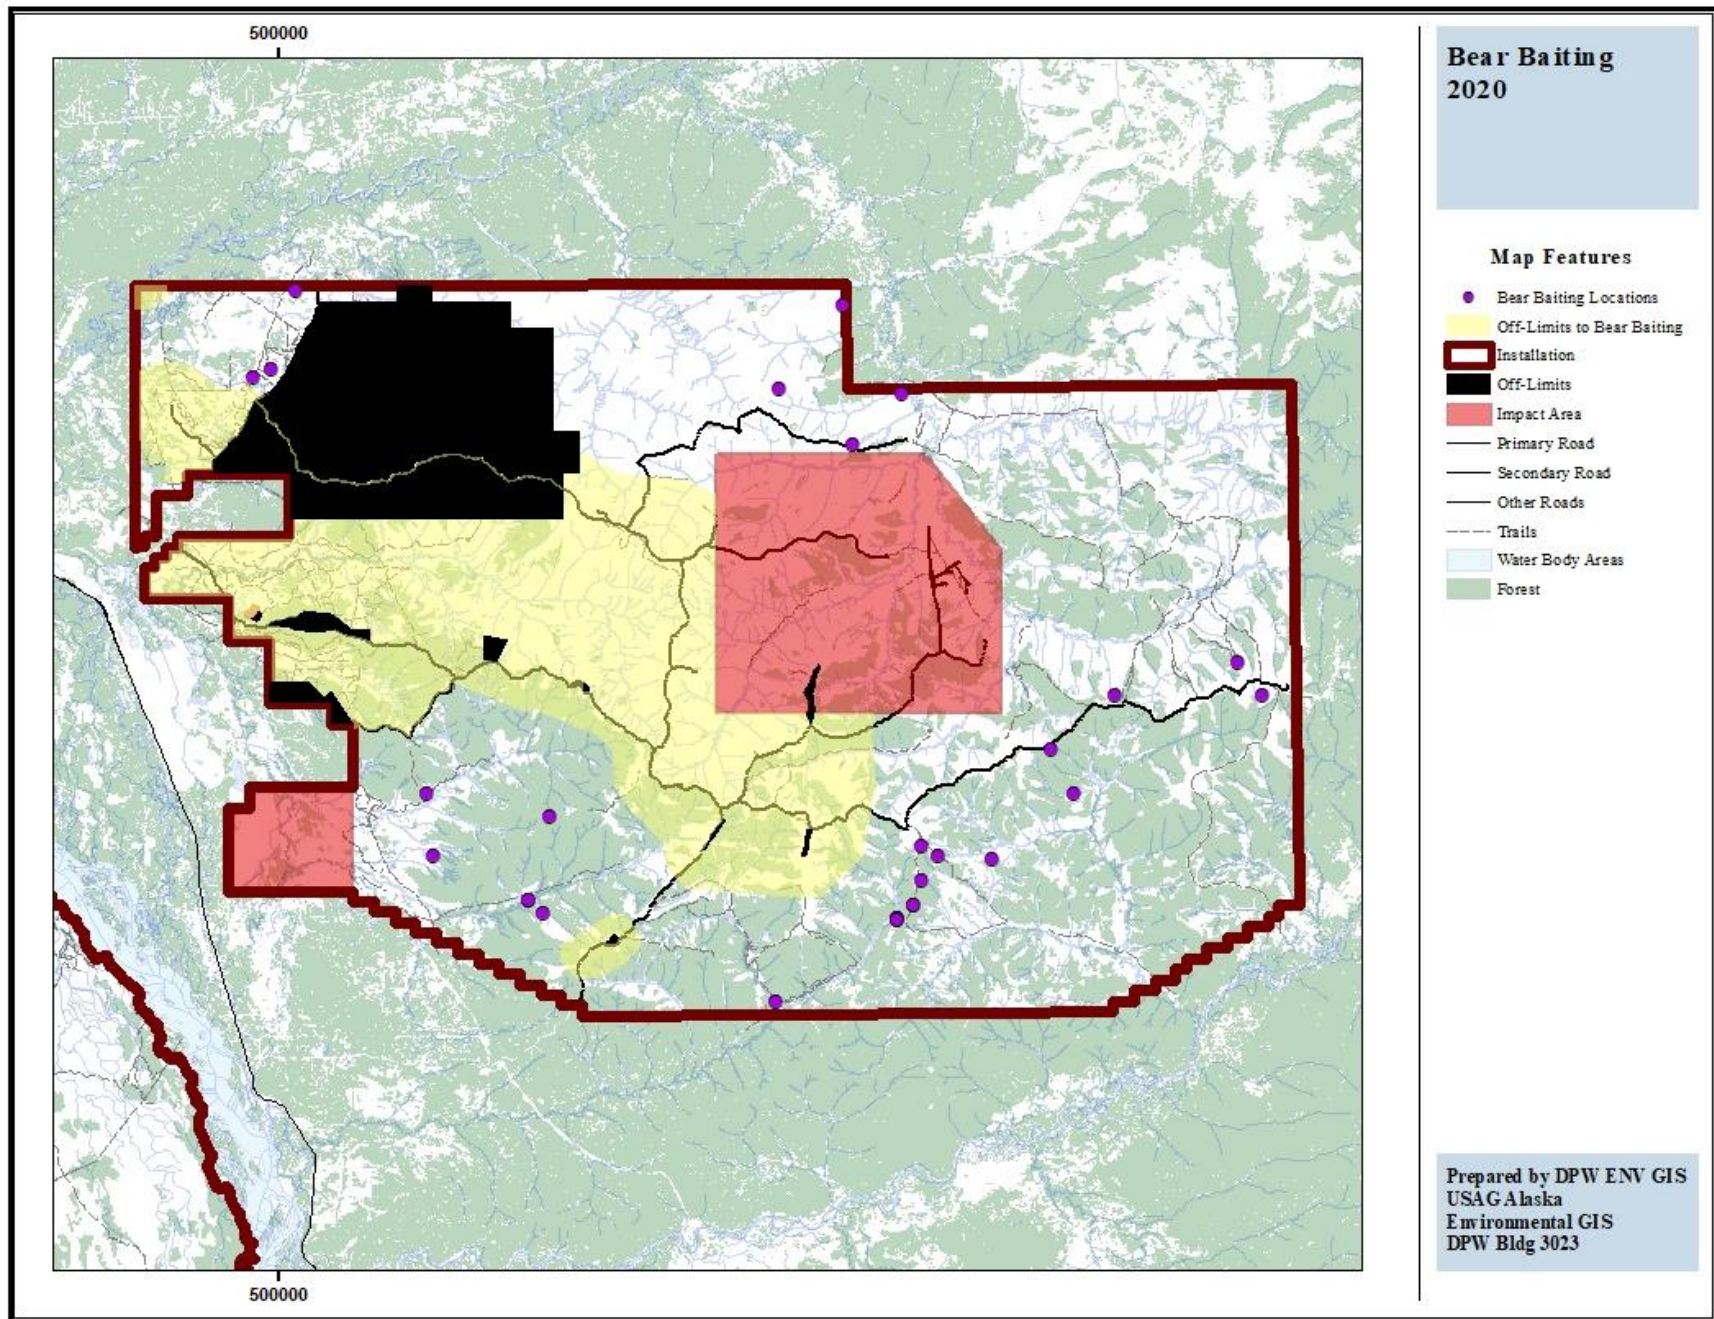 500000
Bear Baiting
2020
Map Features
Bear Baiting Locations
Off-Limits to Bear Baiting
Installation
Off-Limits
Impact Area
Primary Road
Secondary Road
Other Roads
Trails
Water Body Areas
Forest
Prepared by DPW ENV GIS
USAG Alaska
Environmental GIS
DPW Bldg 3023
500000